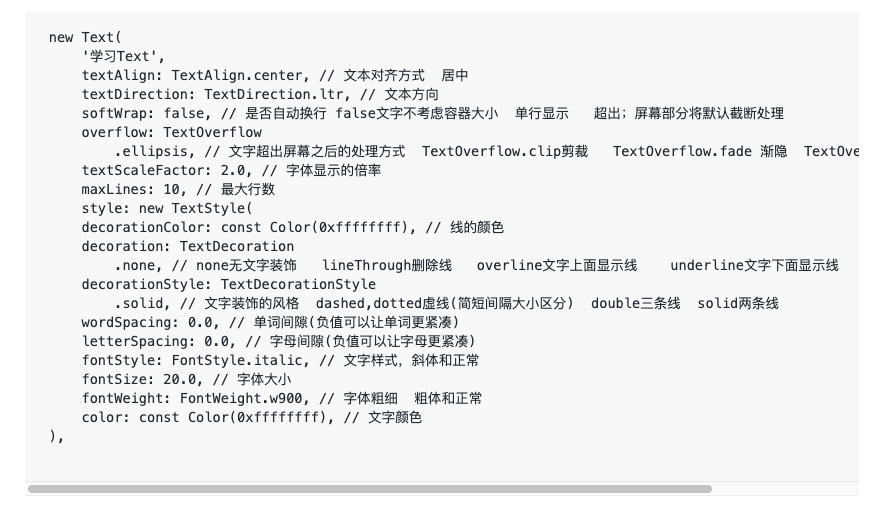 new Text(
    '学习Text',
    textAlign: TextAlign.center, // 文本对齐方式  居中
    textDirection: TextDirection.ltr, // 文本方向
    softWrap: false, // 是否自动换行 false文字不考虑容器大小  单行显示   超出；屏幕部分将默认截断处理
    overflow: TextOverflow
        .ellipsis, // 文字超出屏幕之后的处理方式  TextOverflow.clip剪裁   TextOverflow.fade 渐隐  TextOve
    textScaleFactor: 2.0, // 字体显示的倍率
    maxLines: 10, // 最大行数
    style: new TextStyle(
    decorationColor: const Color(0xffffffff), // 线的颜色
    decoration: TextDecoration
        .none, // none无文字装饰   lineThrough删除线   overline文字上面显示线    underline文字下面显示线
    decorationStyle: TextDecorationStyle
        .solid, // 文字装饰的风格  dashed,dotted虚线(简短间隔大小区分)  double三条线  solid两条线
    wordSpacing: 0.0, // 单词间隙(负值可以让单词更紧凑)
    letterSpacing: 0.0, // 字母间隙(负值可以让字母更紧凑)
    fontStyle: FontStyle.italic, // 文字样式，斜体和正常
    fontSize: 20.0, // 字体大小
    fontWeight: FontWeight.w900, // 字体粗细  粗体和正常
    color: const Color(0xffffffff), // 文字颜色
),